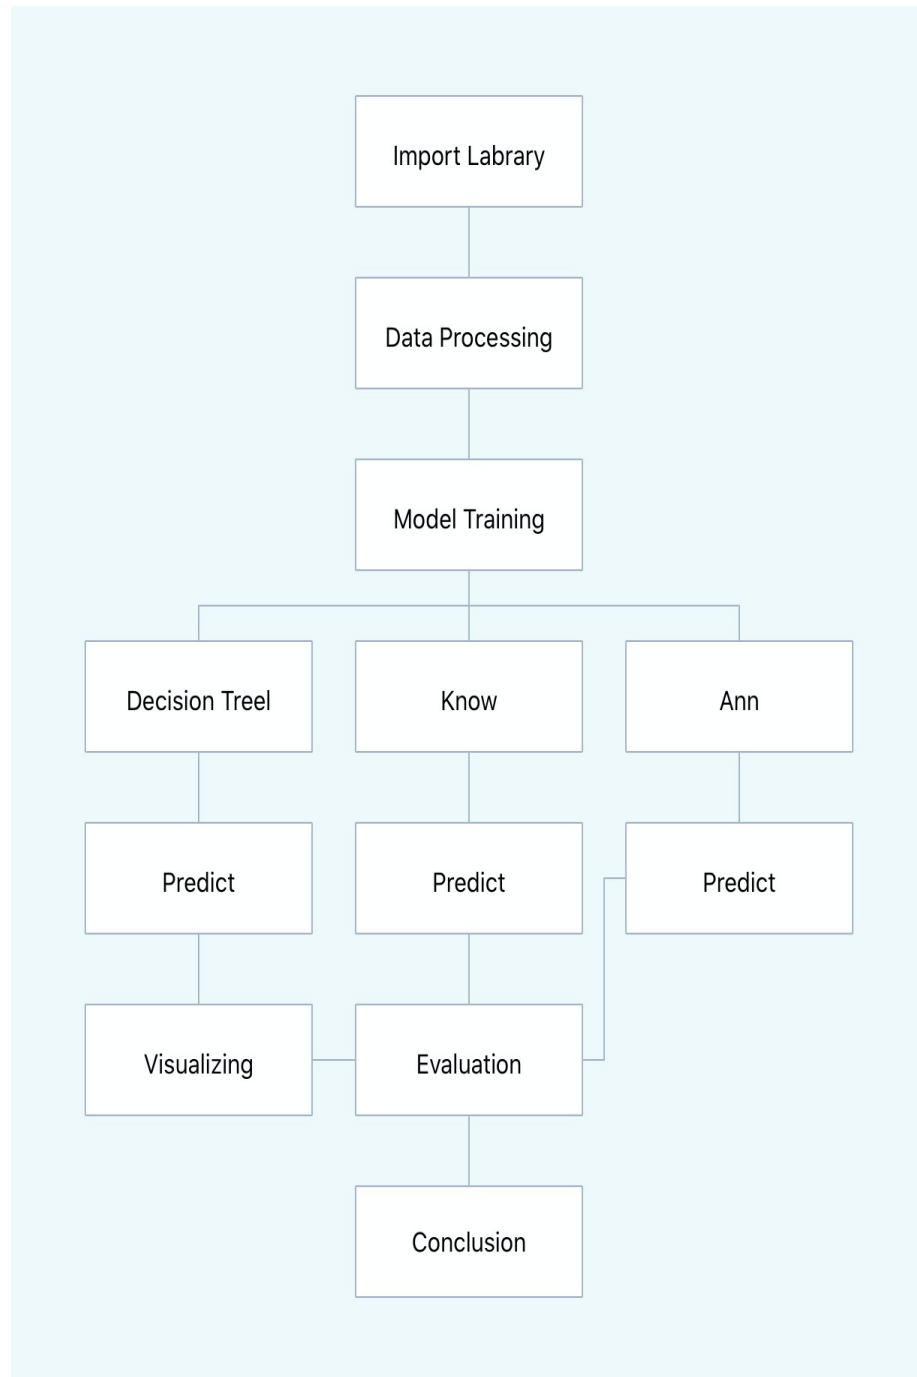 Import Labrary
Data Processing
Model Training
Decision Treel
Know
Ann
Predict
Predict
Predict
Visualizing
Evaluation
Conclusion